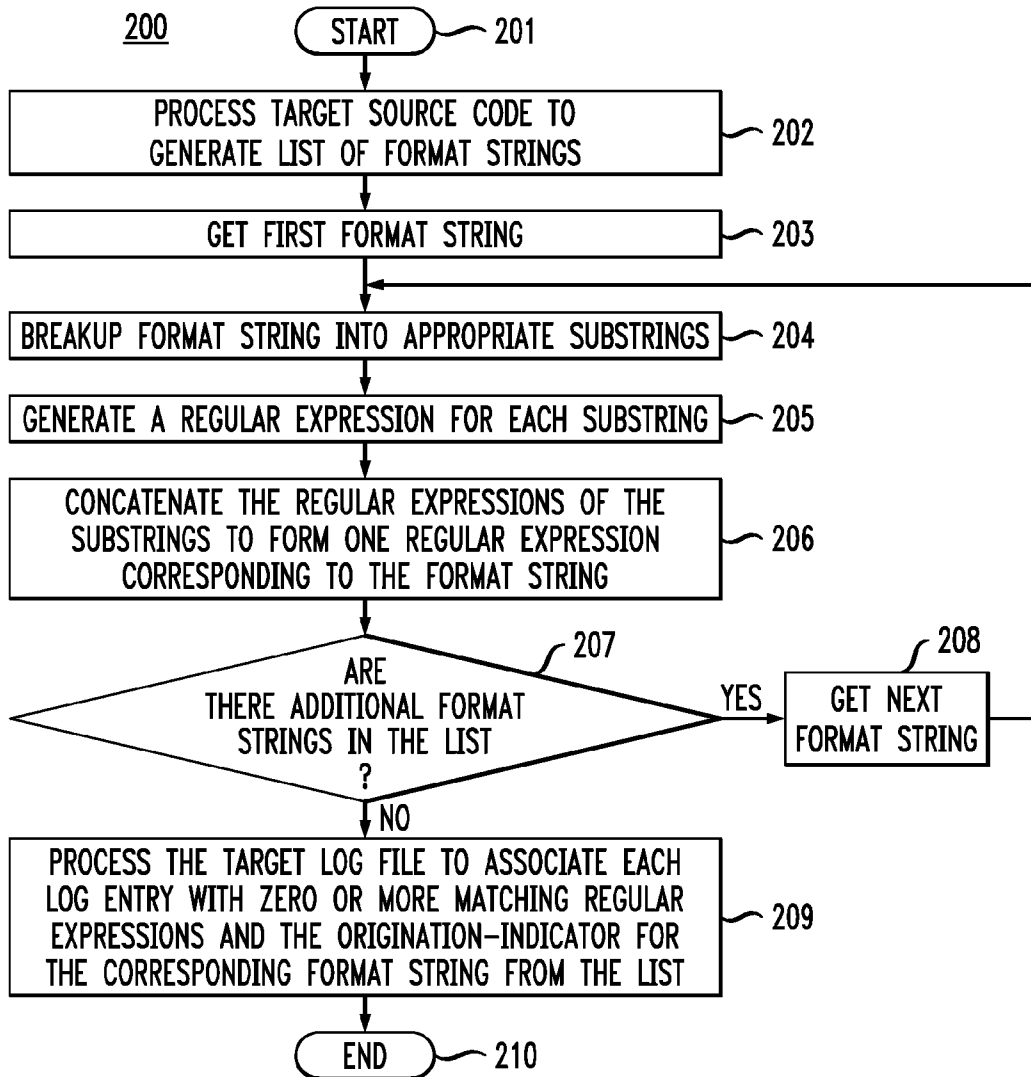 200
START
201
PROCESS TARGET SOURCE CODE TO
GENERATE LIST OF FORMAT STRINGS
202
GET FIRST FORMAT STRING
203
BREAKUP FORMAT STRING INTO APPROPRIATE SUBSTRINGS
204
GENERATE A REGULAR EXPRESSION FOR EACH SUBSTRING
205
CONCATENATE THE REGULAR EXPRESSIONS OF THE
SUBSTRINGS TO FORM ONE REGULAR EXPRESSION
CORRESPONDING TO THE FORMAT STRING
206
207
ARE
THERE ADDITIONAL FORMAT
STRINGS IN THE LIST
?
YES
208
GET NEXT
FORMAT STRING
NO
PROCESS THE TARGET LOG FILE TO ASSOCIATE EACH
LOG ENTRY WITH ZERO OR MORE MATCHING REGULAR
EXPRESSIONS AND THE ORIGINATION-INDICATOR FOR
THE CORRESPONDING FORMAT STRING FROM THE LIST
209
END
210